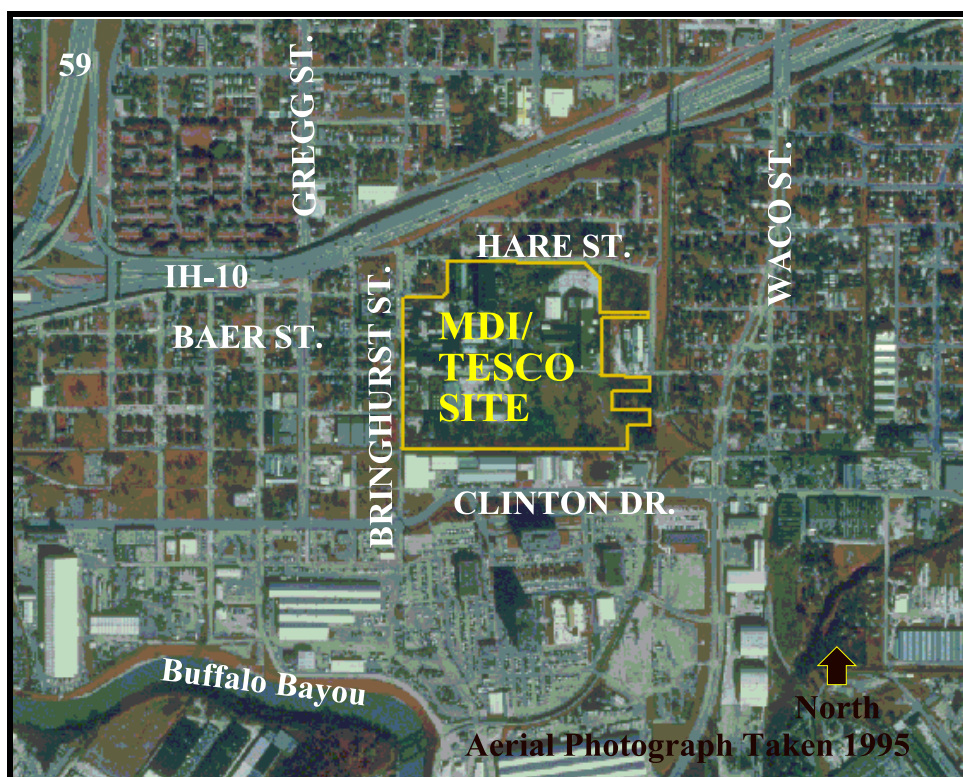 59
GREGG ST.
WACO ST.
HARE ST.
IH-10
BAER ST.
BRINGHURST ST.
MDI/
TESCO
SITE
CLINTON DR.
Buffalo Bayou
North
Aerial Photograph Taken 1995